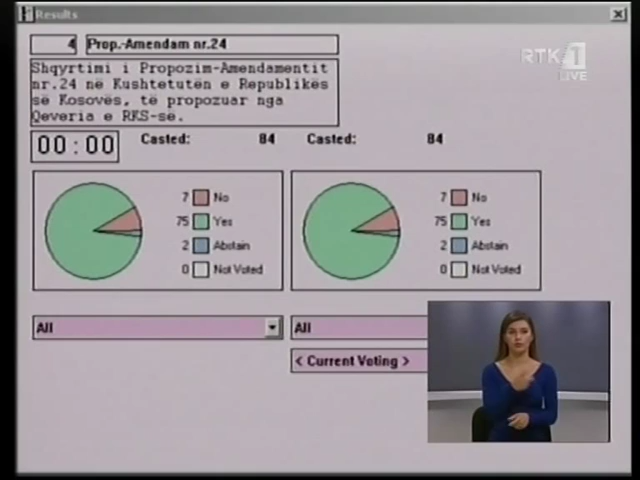 Results
4 Prop.-Amendam nr.24
Shqyrtimi i Propozim-Amendamentit
nr.24 në Kushtetutën e Republikës
së Kosovës, të propozuar nga
Qeveria e RKS-së.
RTK 1
LIVE
00:00 Casted: 84 Casted: 84
7 No
75 Yes
2 Abstain
0 Not Voted
7 No
75 Yes
2 Abstain
0 Not Voted
All
All
< Current Voting >